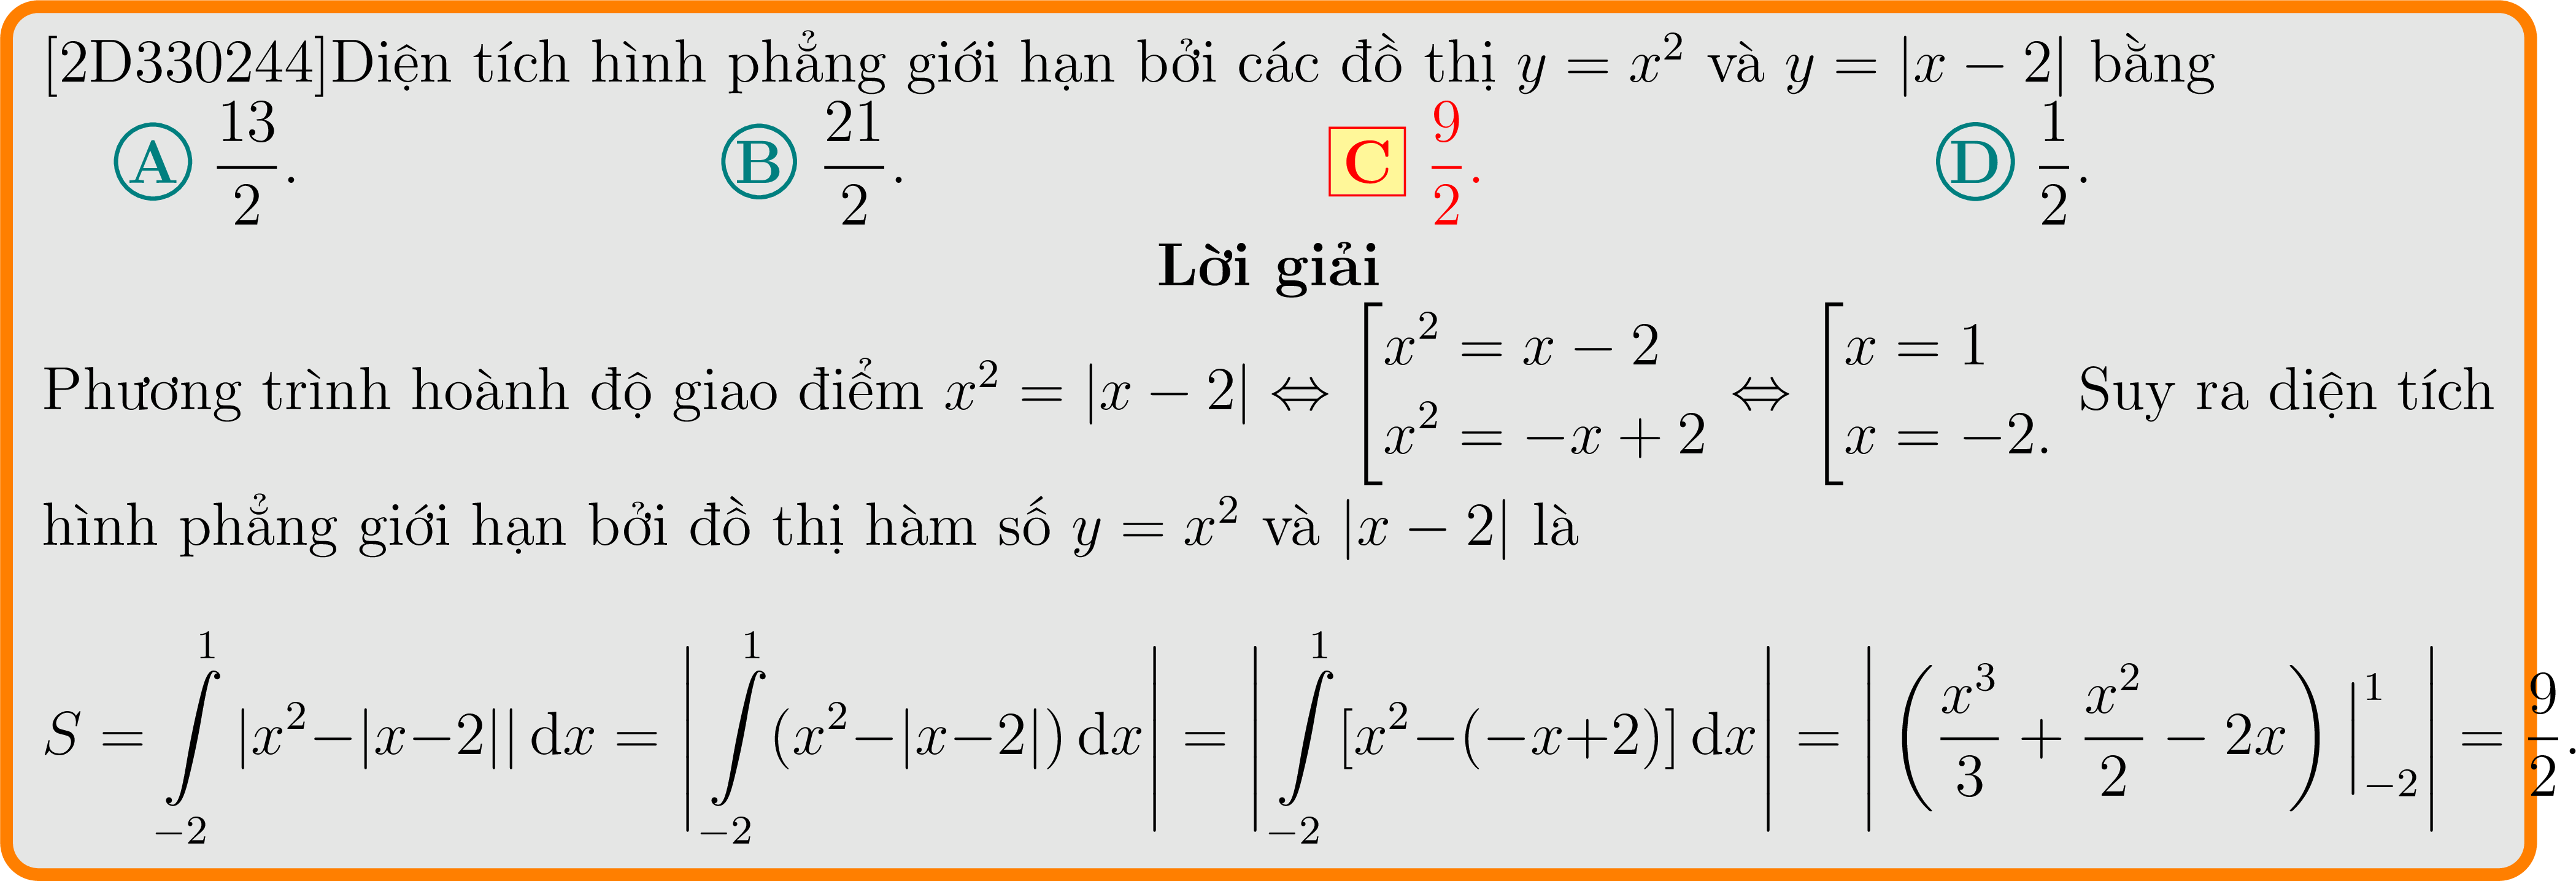 [2D330244]Diện tích hình phẳng giới hạn bởi các đồ thị $y = x^2$ và $y = |x - 2|$ bằng
A $\frac{13}{2}$. B $\frac{21}{2}$. C $\frac{9}{2}$. D $\frac{1}{2}$.
Lời giải
Phương trình hoành độ giao điểm $x^2 = |x - 2| \Leftrightarrow \left[\begin{array}{l} x^2 = x - 2 \\ x^2 = -x + 2 \end{array}\right. \Leftrightarrow \left[\begin{array}{l} x = 1 \\ x = -2. \end{array}\right.$ Suy ra diện tích
hình phẳng giới hạn bởi đồ thị hàm số $y = x^2$ và $|x - 2|$ là
$S = \int\limits_{-2}^{1} |x^2 - |x - 2|| \, \mathrm{d}x = \left| \int\limits_{-2}^{1} (x^2 - |x - 2|) \, \mathrm{d}x \right| = \left| \int\limits_{-2}^{1} [x^2 - (-x + 2)] \, \mathrm{d}x \right| = \left| \left( \frac{x^3}{3} + \frac{x^2}{2} - 2x \right) \Big|_{-2}^{1} \right| = \frac{9}{2}.$